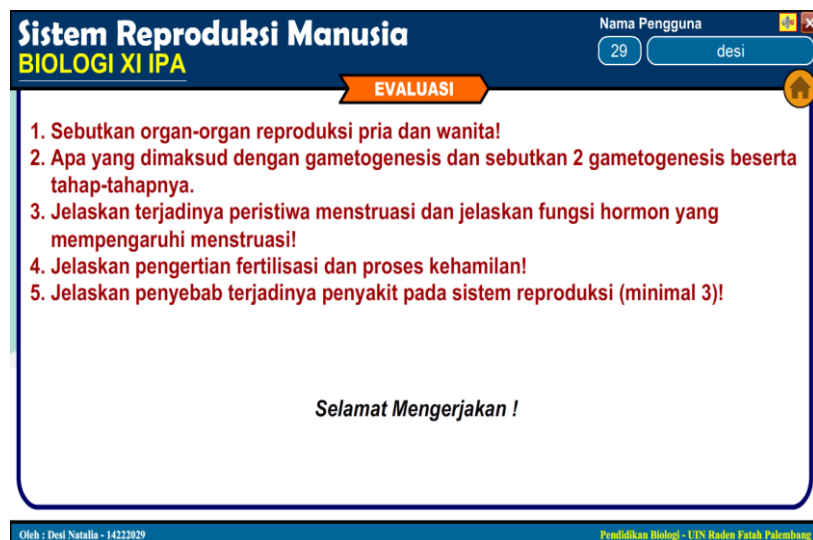 Sistem Reproduksi Manusia
BIOLOGI XI IPA
Nama Pengguna
29
desi
EVALUASI
1. Sebutkan organ-organ reproduksi pria dan wanita!
2. Apa yang dimaksud dengan gametogenesis dan sebutkan 2 gametogenesis beserta
tahap-tahapnya.
3. Jelaskan terjadinya peristiwa menstruasi dan jelaskan fungsi hormon yang
mempengaruhi menstruasi!
4. Jelaskan pengertian fertilisasi dan proses kehamilan!
5. Jelaskan penyebab terjadinya penyakit pada sistem reproduksi (minimal 3)!
Selamat Mengerjakan !
Oleh : Desi Natalia - 14222029
Pendidikan Biologi - UIN Raden Fatah Palembang